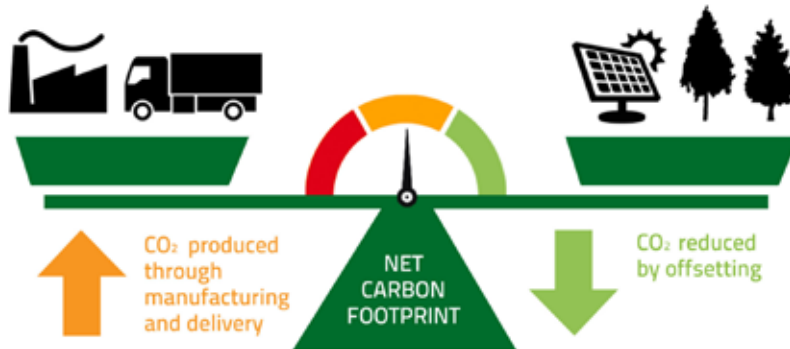 CO₂ produced
through
manufacturing
and delivery
NET
CARBON
FOOTPRINT
CO₂ reduced
by offsetting